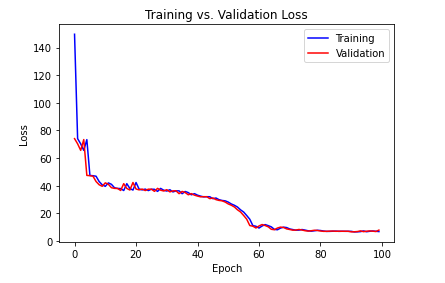 Training vs. Validation Loss
Training
Validation
140
120
100
80
60
40
20
0
Loss
0 20 40 60 80 100
Epoch